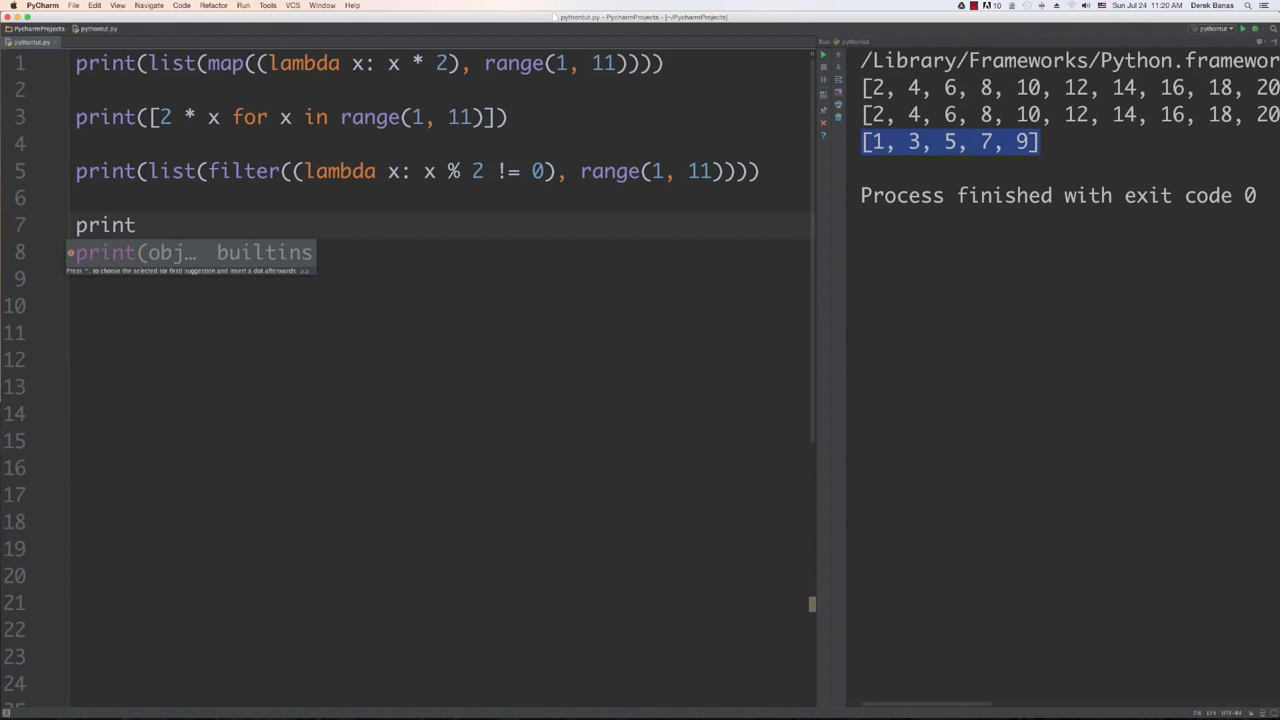 PyCharm File Edit View Navigate Code Refactor Run Tools VCS Window Help
10 Sun Jul 24 11:20 AM Derek Banas
pythontut.py - PycharmProjects - [~/PycharmProjects]
PycharmProjects pythontut.py pythontut
pythontut.py Run: pythontut
1 print(list(map((lambda x: x * 2), range(1, 11))))
2
3 print([2 * x for x in range(1, 11)])
4
5 print(list(filter((lambda x: x % 2 != 0), range(1, 11))))
6
7 print
8 print(obj… builtins
Press ^. to choose the selected (or first) suggestion and insert a dot afterwards >>
9
10
11
12
13
14
15
16
17
18
19
20
21
22
23
24
25
/Library/Frameworks/Python.framewor
[2, 4, 6, 8, 10, 12, 14, 16, 18, 20
[2, 4, 6, 8, 10, 12, 14, 16, 18, 20
[1, 3, 5, 7, 9]
Process finished with exit code 0
7:6 LF÷ UTF-8÷